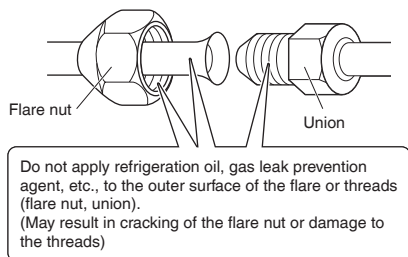 Flare nut
Union
Do not apply refrigeration oil, gas leak prevention
agent, etc., to the outer surface of the flare or threads
(flare nut, union).
(May result in cracking of the flare nut or damage to
the threads)